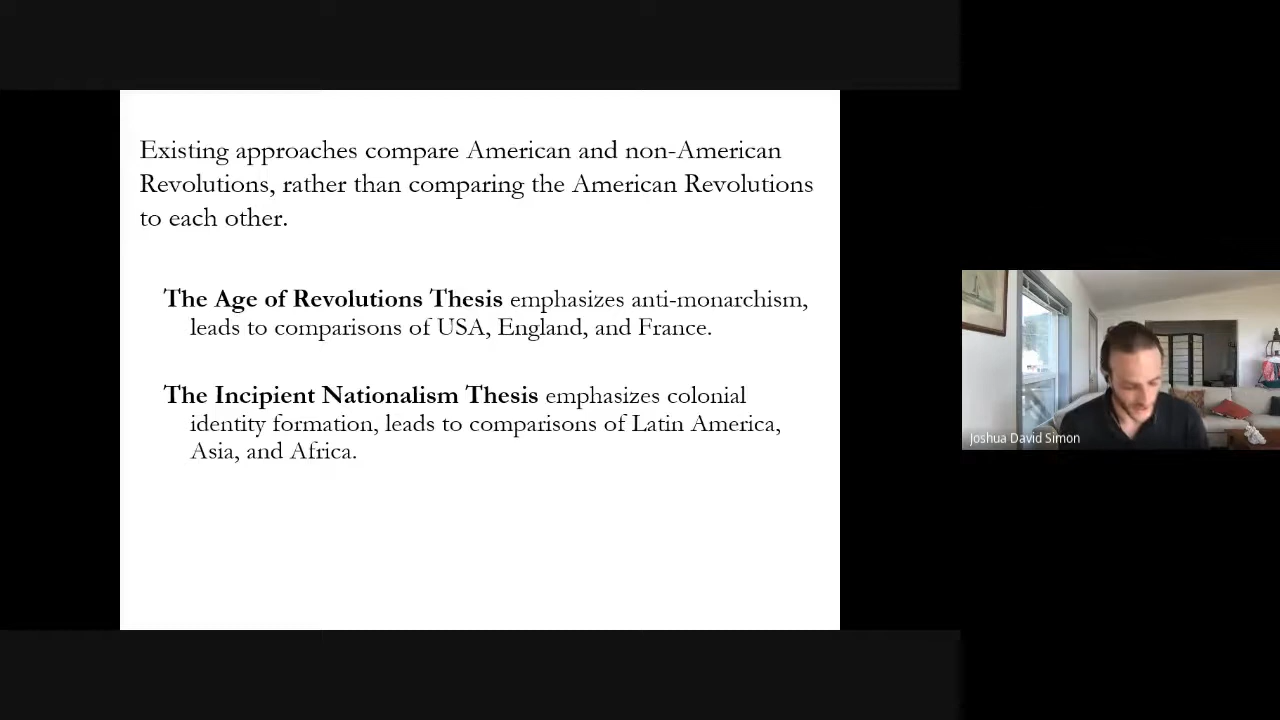 Existing approaches compare American and non-American
Revolutions, rather than comparing the American Revolutions
to each other.
The Age of Revolutions Thesis emphasizes anti-monarchism,
leads to comparisons of USA, England, and France.
The Incipient Nationalism Thesis emphasizes colonial
identity formation, leads to comparisons of Latin America,
Asia, and Africa.
Joshua David Simon